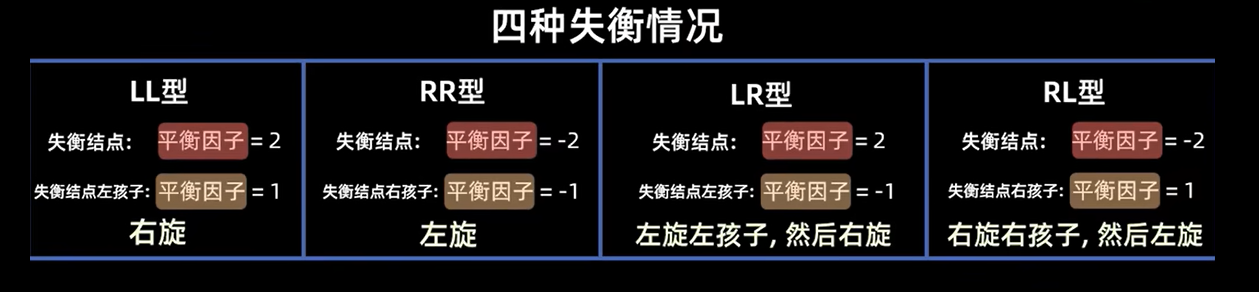 四种失衡情况
LL型
失衡结点: 平衡因子 = 2
失衡结点左孩子: 平衡因子 = 1
右旋
RR型
失衡结点: 平衡因子 = -2
失衡结点右孩子: 平衡因子 = -1
左旋
LR型
失衡结点: 平衡因子 = 2
失衡结点左孩子: 平衡因子 = -1
左旋左孩子, 然后右旋
RL型
失衡结点: 平衡因子 = -2
失衡结点右孩子: 平衡因子 = 1
右旋右孩子, 然后左旋